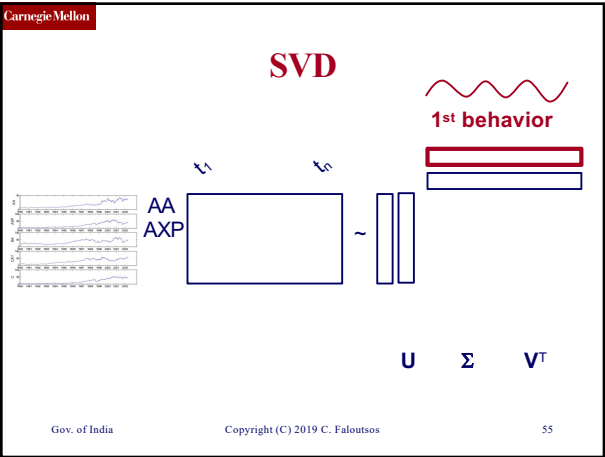 Carnegie Mellon
SVD
1st behavior
t1 tn
AA
AXP
~
U Σ VT
Gov. of India Copyright (C) 2019 C. Faloutsos 55